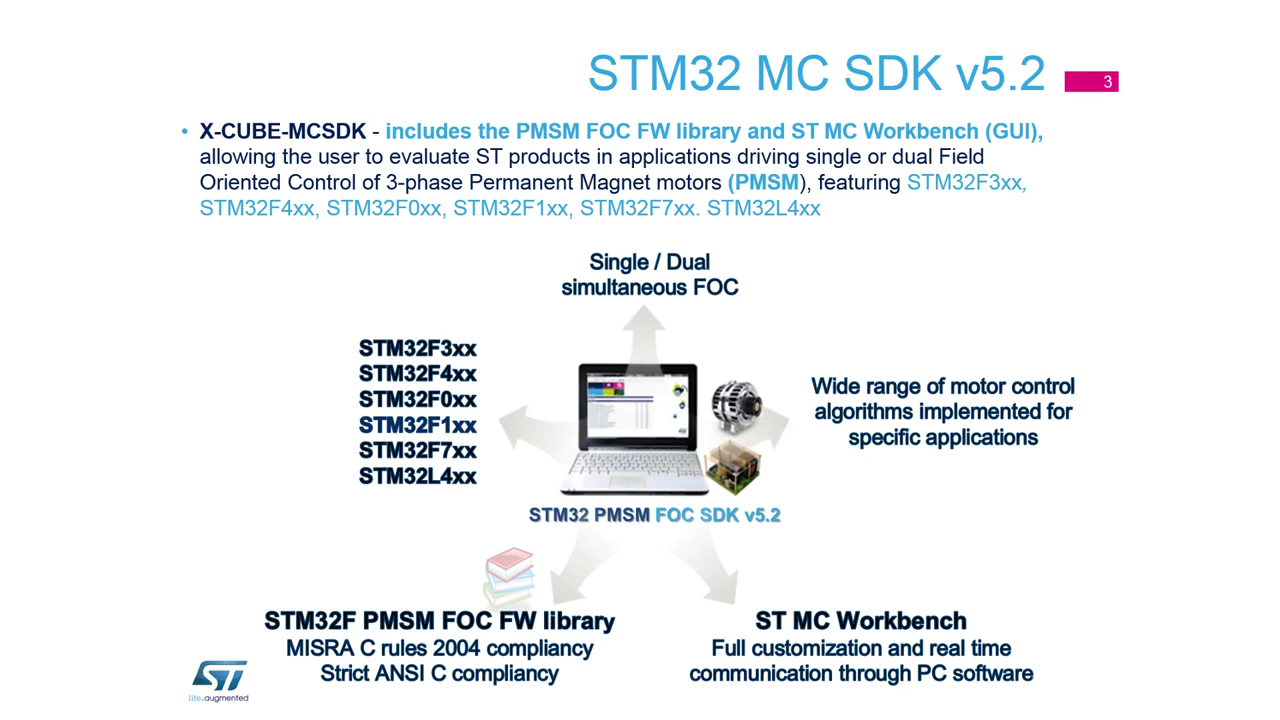 STM32 MC SDK v5.2
3
• X-CUBE-MCSDK - includes the PMSM FOC FW library and ST MC Workbench (GUI),
allowing the user to evaluate ST products in applications driving single or dual Field
Oriented Control of 3-phase Permanent Magnet motors (PMSM), featuring STM32F3xx,
STM32F4xx, STM32F0xx, STM32F1xx, STM32F7xx. STM32L4xx
Single / Dual
simultaneous FOC
STM32F3xx
STM32F4xx
STM32F0xx
STM32F1xx
STM32F7xx
STM32L4xx
Wide range of motor control
algorithms implemented for
specific applications
STM32 PMSM FOC SDK v5.2
STM32F PMSM FOC FW library
MISRA C rules 2004 compliancy
Strict ANSI C compliancy
ST MC Workbench
Full customization and real time
communication through PC software
ST
life.augmented